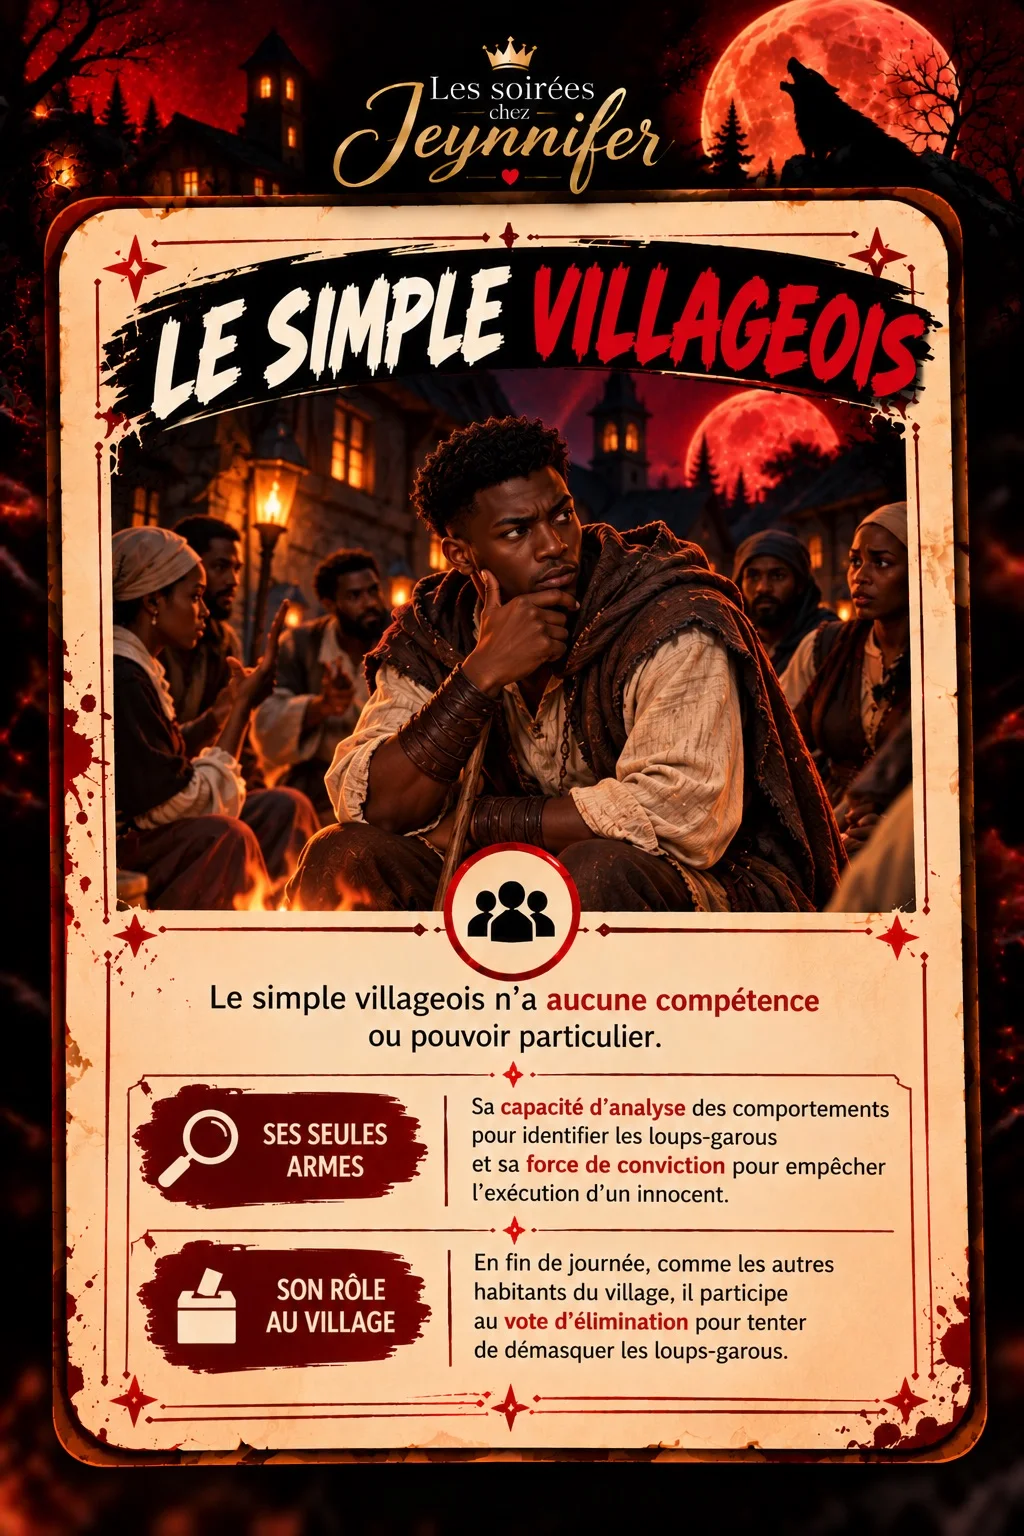 Les soirées
chez
Jeynnifer
LE SIMPLE VILLAGEOIS
Le simple villageois n'a aucune compétence
ou pouvoir particulier.
SES SEULES
ARMES
Sa capacité d'analyse des comportements
pour identifier les loups-garous
et sa force de conviction pour empêcher
l'exécution d'un innocent.
SON RÔLE
AU VILLAGE
En fin de journée, comme les autres
habitants du village, il participe
au vote d'élimination pour tenter
de démasquer les loups-garous.